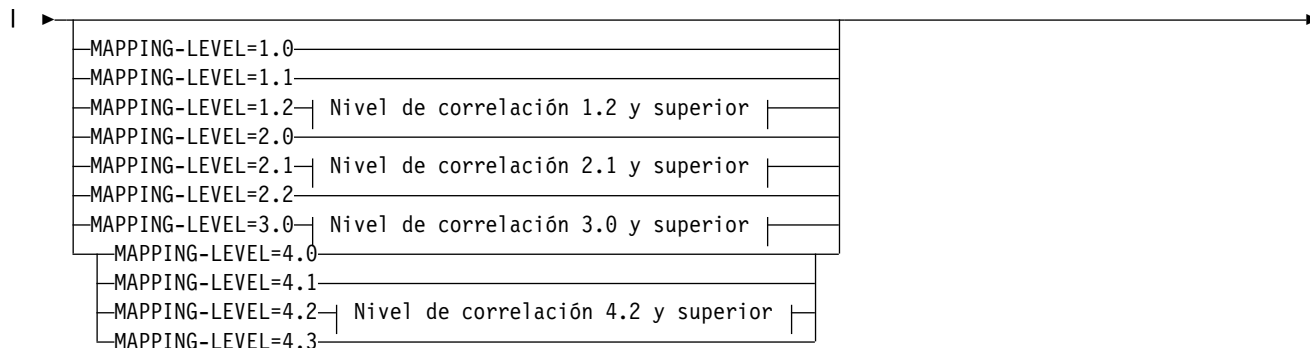 MAPPING-LEVEL=1.0
MAPPING-LEVEL=1.1
MAPPING-LEVEL=1.2 Nivel de correlación 1.2 y superior
MAPPING-LEVEL=2.0
MAPPING-LEVEL=2.1 Nivel de correlación 2.1 y superior
MAPPING-LEVEL=2.2
MAPPING-LEVEL=3.0 Nivel de correlación 3.0 y superior
MAPPING-LEVEL=4.0
MAPPING-LEVEL=4.1
MAPPING-LEVEL=4.2 Nivel de correlación 4.2 y superior
MAPPING-LEVEL=4.3